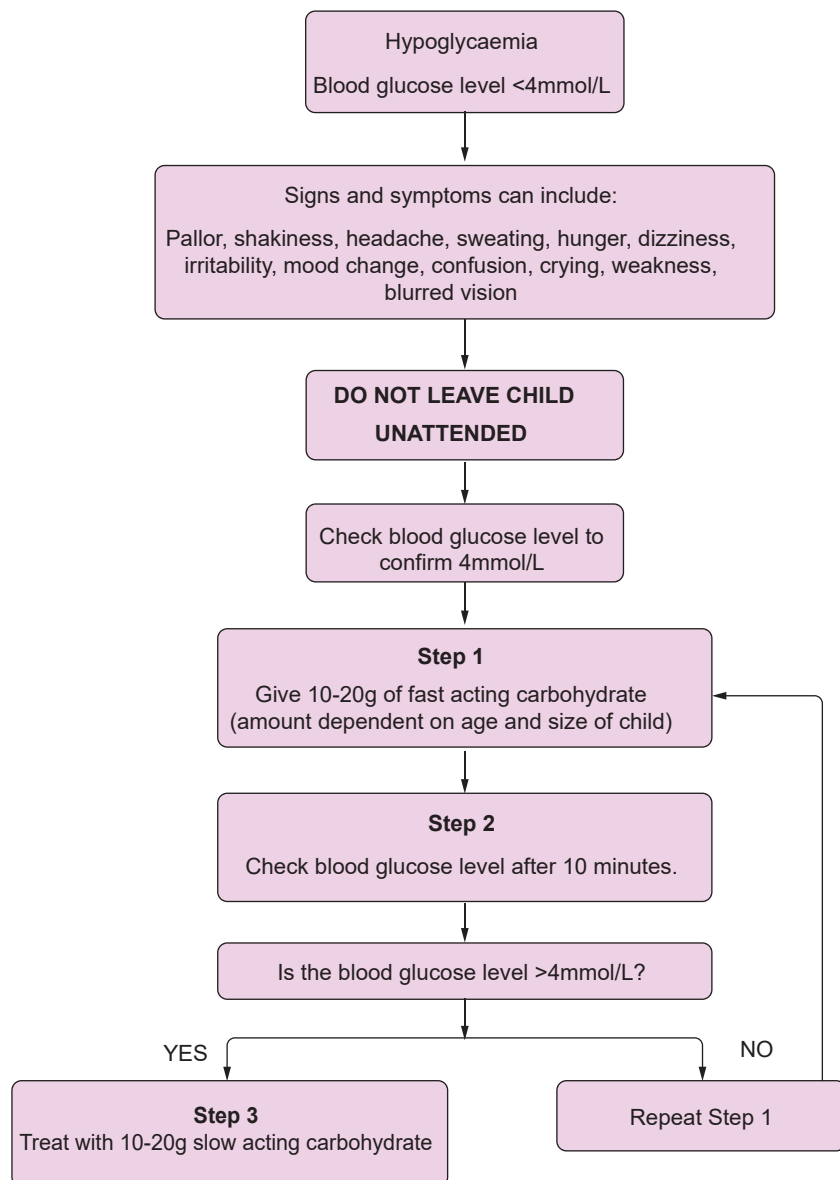 Hypoglycaemia
Blood glucose level <4mmol/L
Signs and symptoms can include:
Pallor, shakiness, headache, sweating, hunger, dizziness,
irritability, mood change, confusion, crying, weakness,
blurred vision
DO NOT LEAVE CHILD
UNATTENDED
Check blood glucose level to
confirm 4mmol/L
Step 1
Give 10-20g of fast acting carbohydrate
(amount dependent on age and size of child)
Step 2
Check blood glucose level after 10 minutes.
Is the blood glucose level >4mmol/L?
YES
NO
Step 3
Treat with 10-20g slow acting carbohydrate
Repeat Step 1